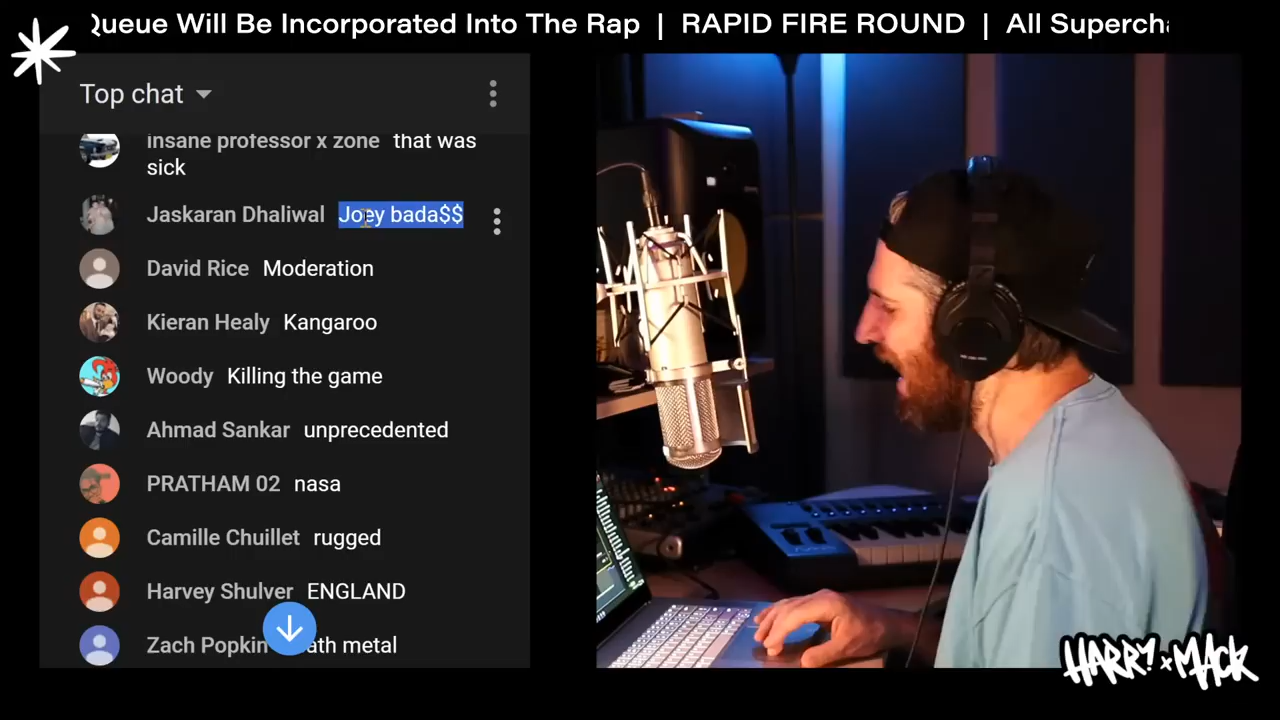 Queue Will Be Incorporated Into The Rap | RAPID FIRE ROUND | All Supercha
Top chat
insane professor x zone that was
sick
Jaskaran Dhaliwal Joey bada$$
David Rice Moderation
Kieran Healy Kangaroo
Woody Killing the game
Ahmad Sankar unprecedented
PRATHAM 02 nasa
Camille Chuillet rugged
Harvey Shulver ENGLAND
Zach Popkin ath metal
HARRY x MACK